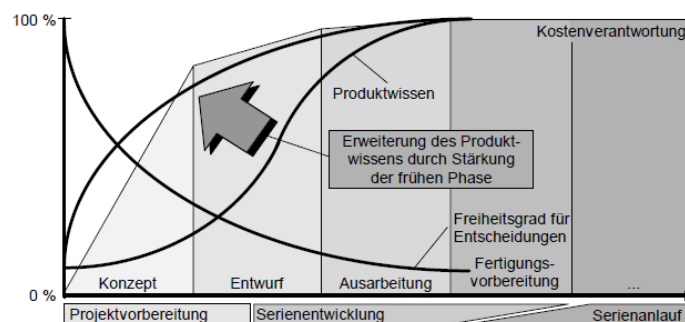 100 %
Kostenverantwortung
Produktwissen
Erweiterung des Produkt-
wissens durch Stärkung
der frühen Phase
Freiheitsgrad für
Entscheidungen
Konzept
Entwurf
Ausarbeitung
Fertigungs-
vorbereitung
...
0 %
Projektvorbereitung
Serienentwicklung
Serienanlauf